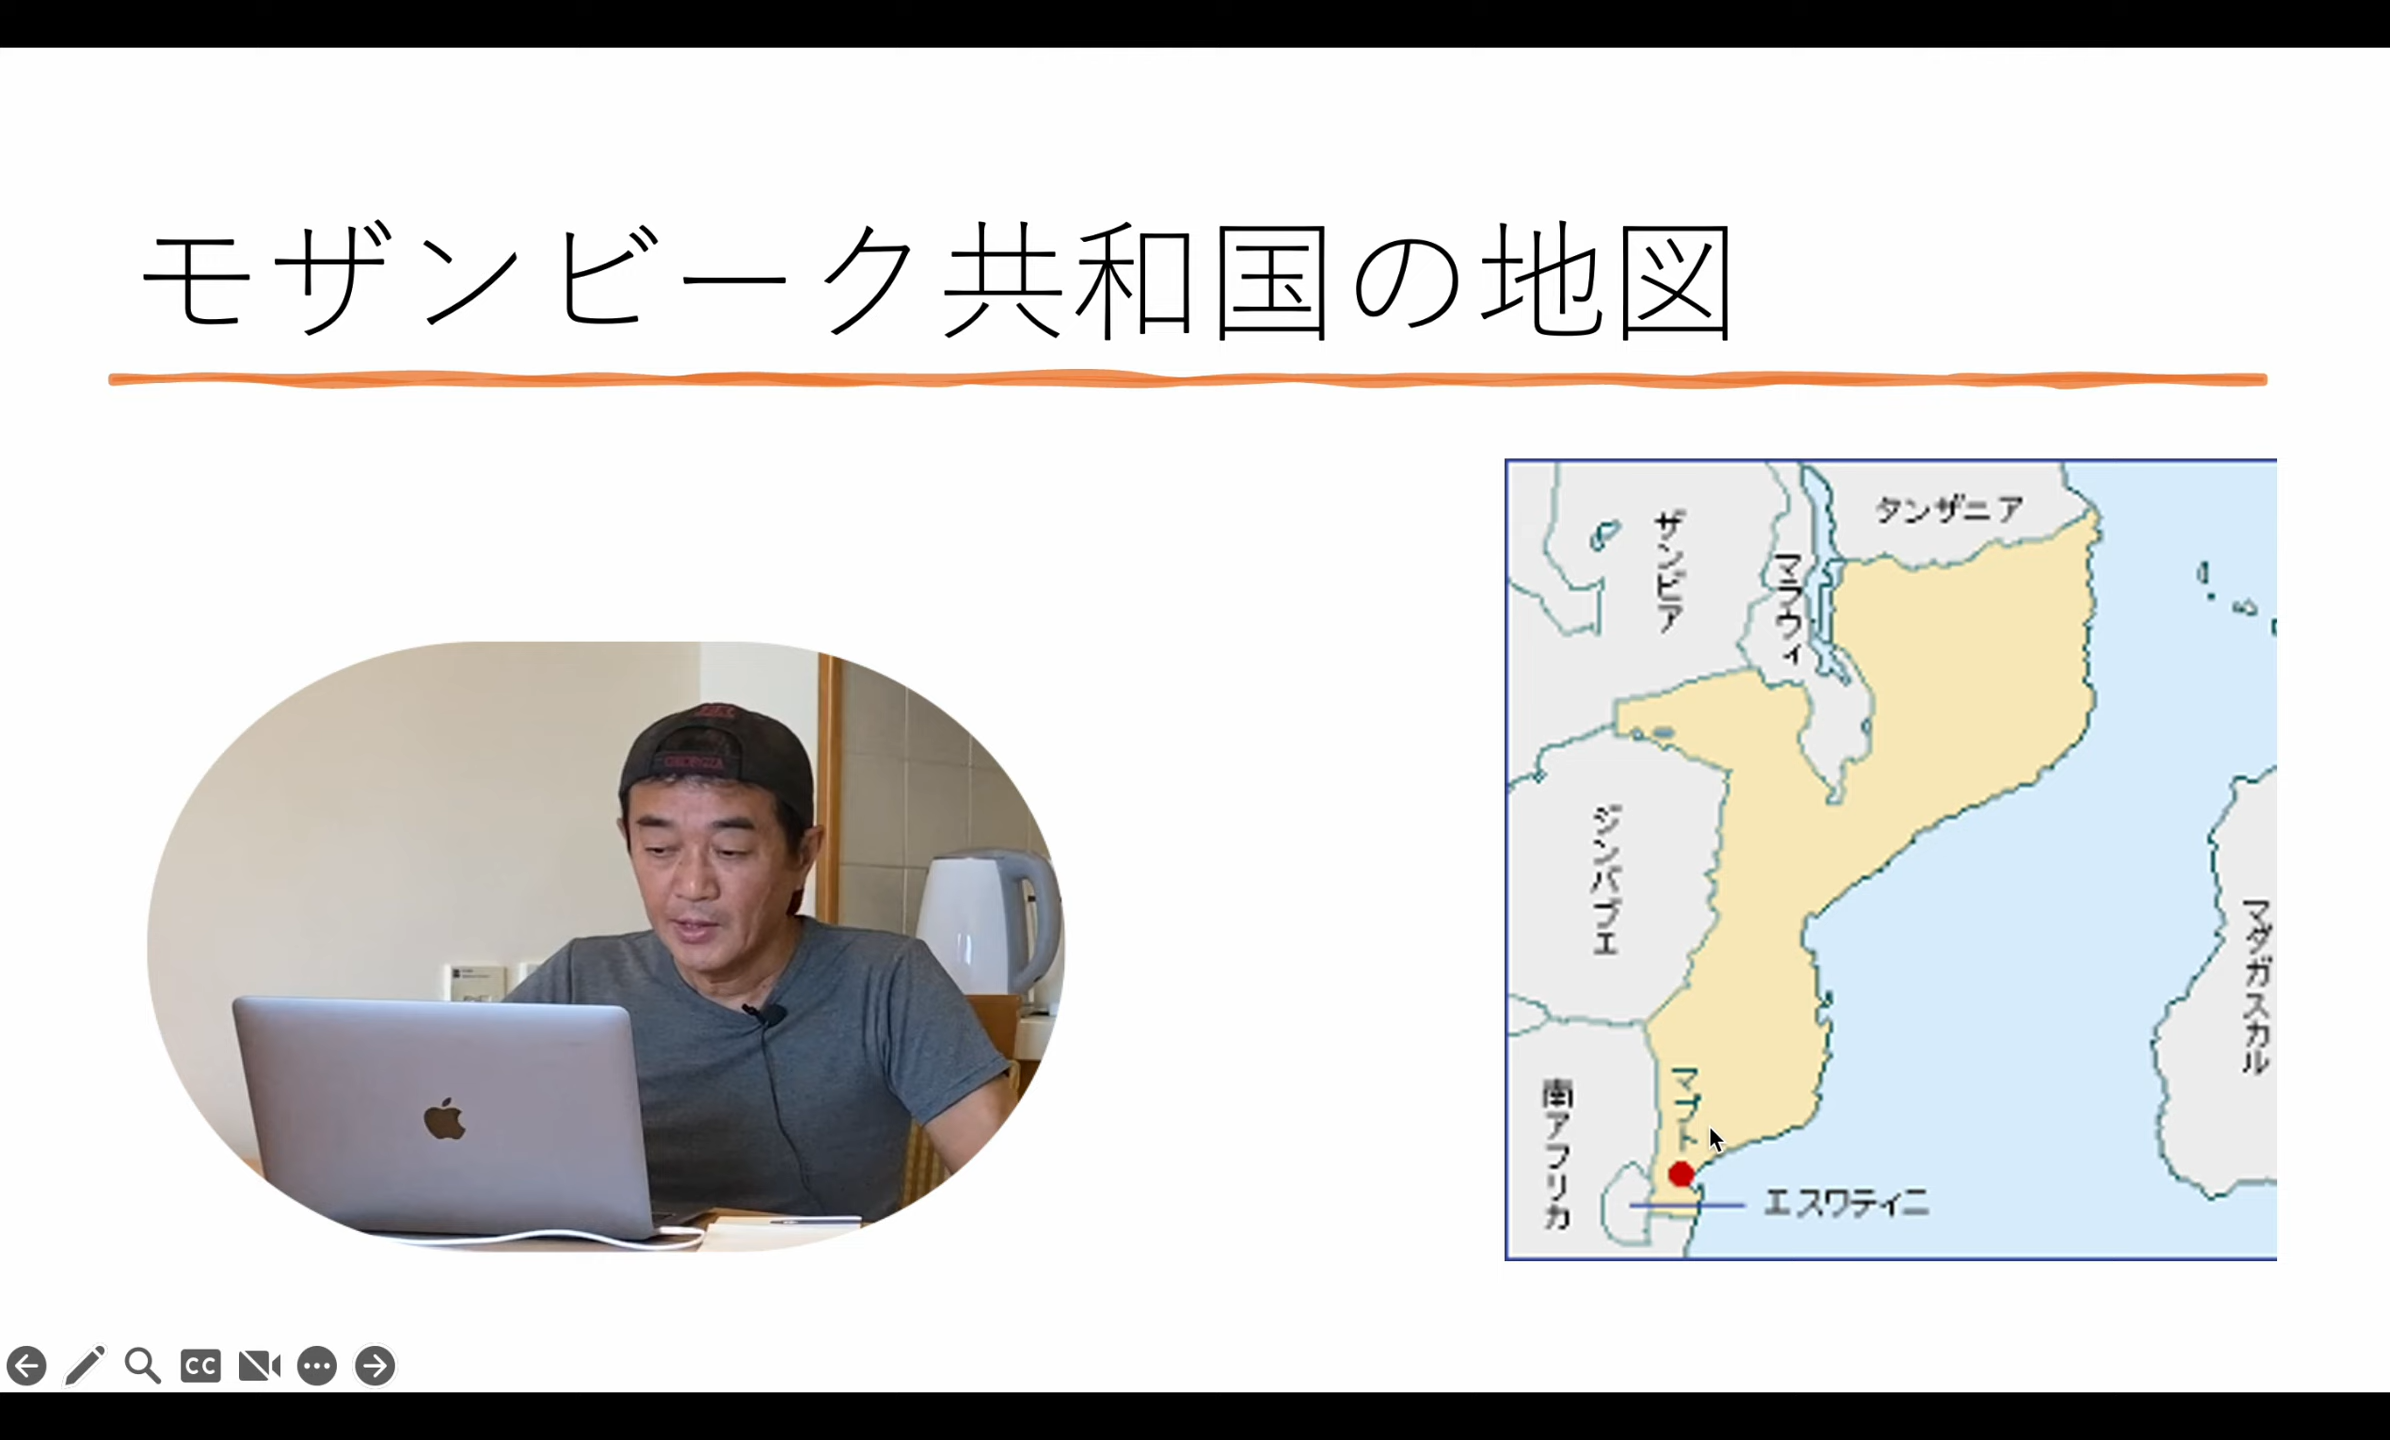 モザンビーク共和国の地図
タンザニア
ザンビア
マラウィ
ジンバブエ
マダガスカル
マプト
南アフリカ
エスワティニ
GEORGIA
CC